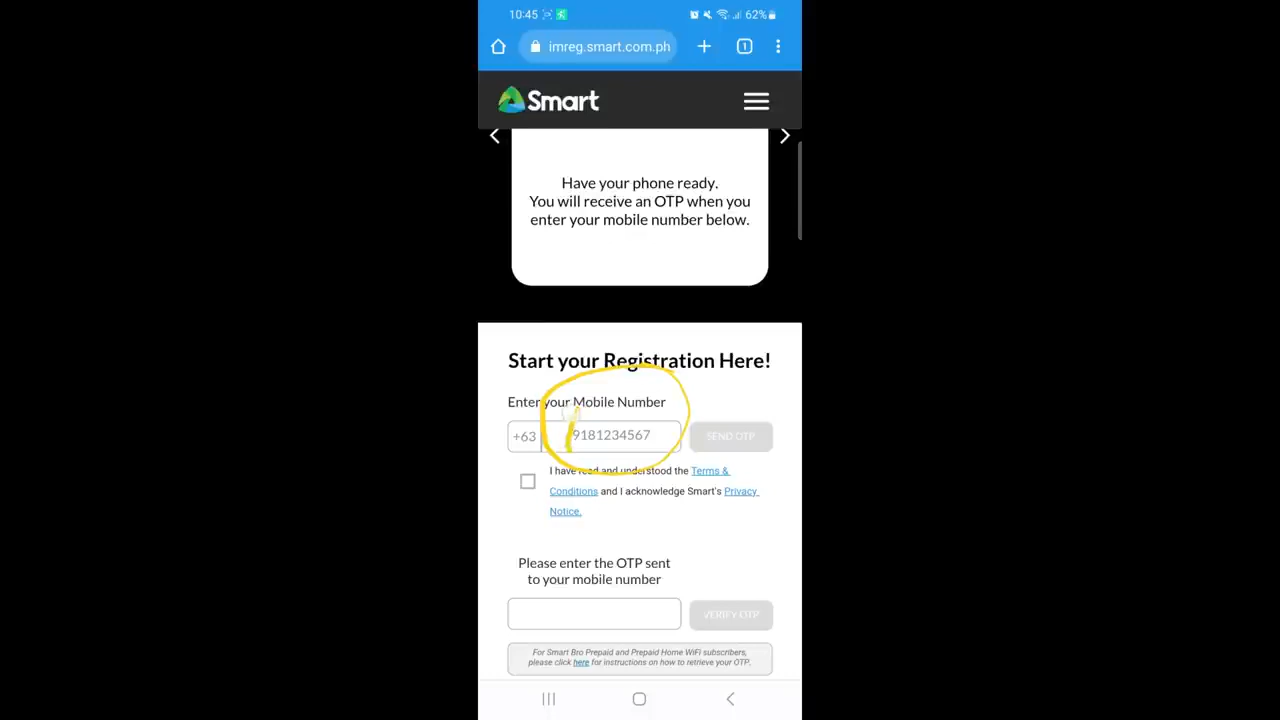 10:45 62%
imreg.smart.com.ph 1
Smart
Have your phone ready.
You will receive an OTP when you
enter your mobile number below.
Start your Registration Here!
Enter your Mobile Number
+63 9181234567 SEND OTP
I have read and understood the Terms &
Conditions and I acknowledge Smart's Privacy
Notice.
Please enter the OTP sent
to your mobile number
VERIFY OTP
For Smart Bro Prepaid and Prepaid Home WiFi subscribers,
please click here for instructions on how to retrieve your OTP.